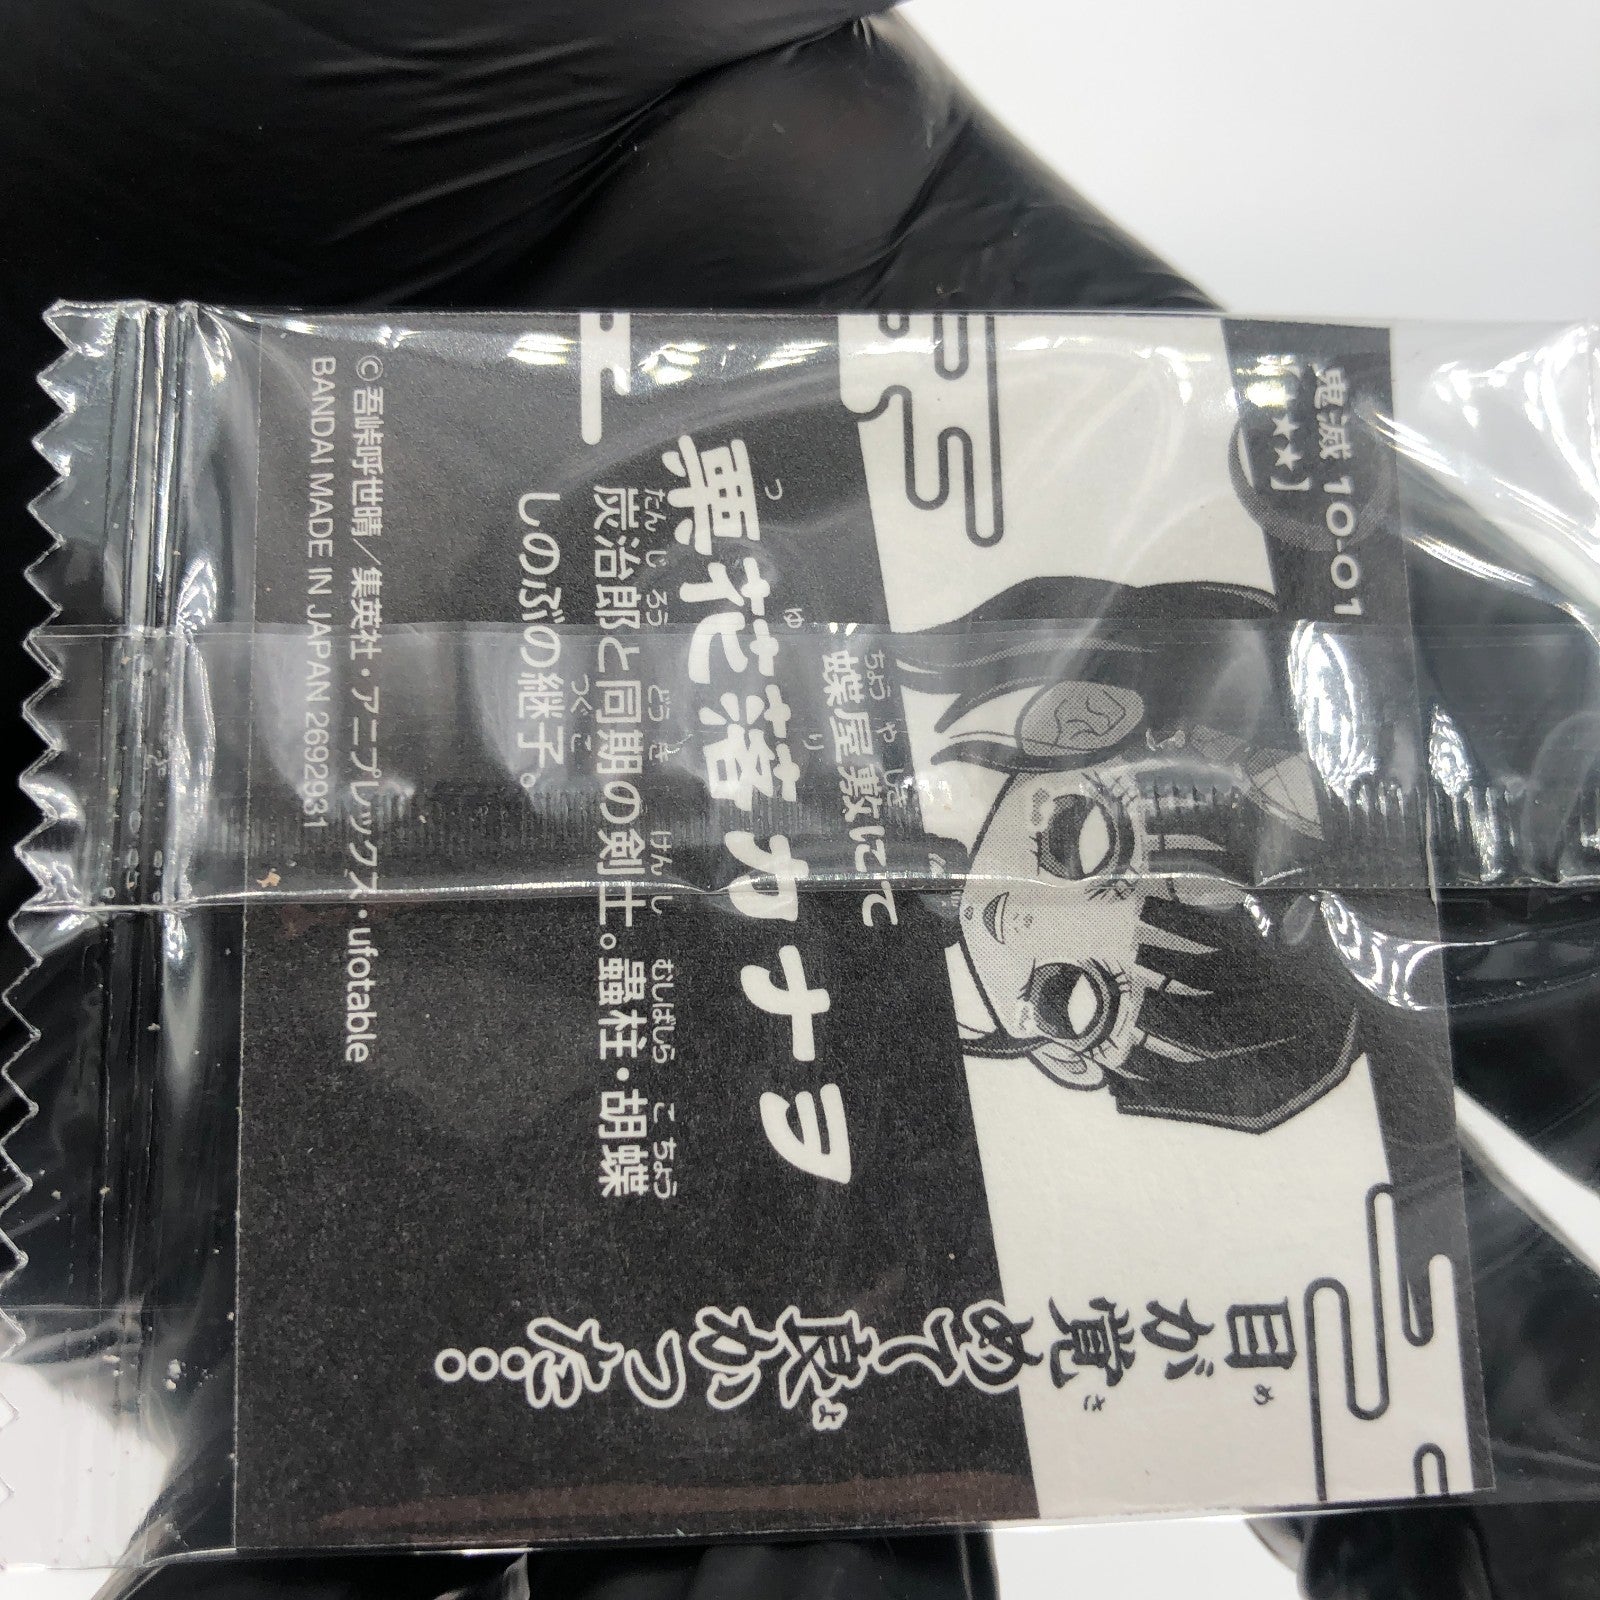 鬼滅 10-01
【★★】
目が覚
めて良かっ
た…
蝶屋敷にて
栗花落カナヲ
炭治郎と同期の剣士。蟲柱・胡蝶
しのぶの継子。
©吾峠呼世晴/集英社・アニプレックス・ufotable
BANDAI MADE IN JAPAN 2692931